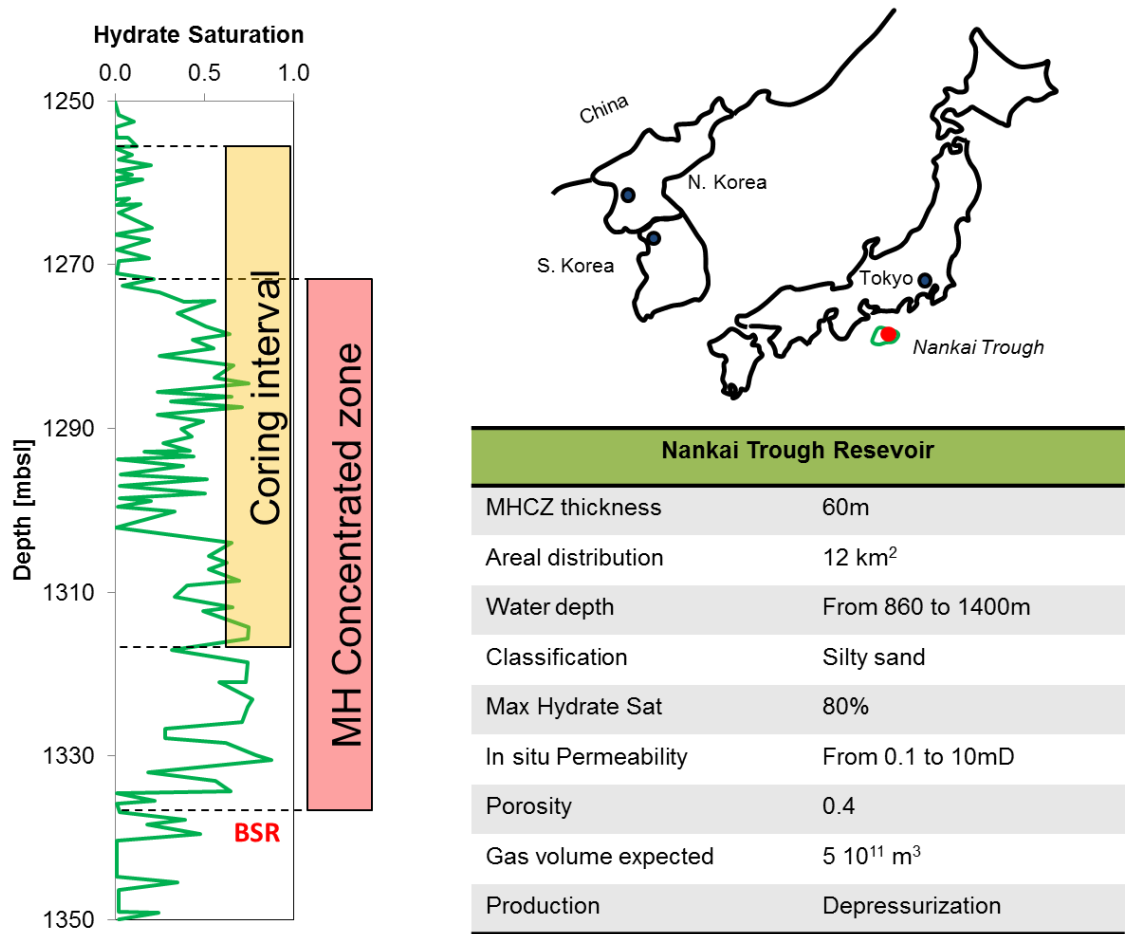 Hydrate Saturation
0.0 0.5 1.0
1250
1270
1290
1310
1330
1350
Depth [mbsl]
Coring interval
MH Concentrated zone
BSR
China
N. Korea
S. Korea
Tokyo
Nankai Trough
Nankai Trough Resevoir
MHCZ thickness 60m
Areal distribution 12 km²
Water depth From 860 to 1400m
Classification Silty sand
Max Hydrate Sat 80%
In situ Permeability From 0.1 to 10mD
Porosity 0.4
Gas volume expected 5 10¹¹ m³
Production Depressurization